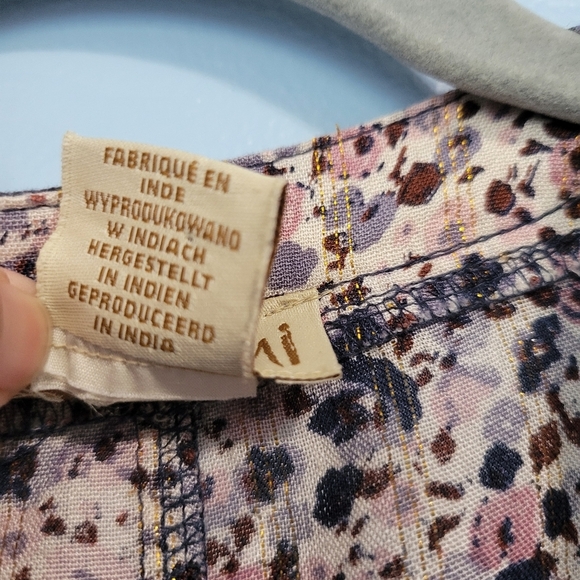 FABRIQUÉ EN
INDE
WYPRODUKOWANO
W INDIACH
HERGESTELLT
IN INDIEN
GEPRODUCEERD
IN INDIA